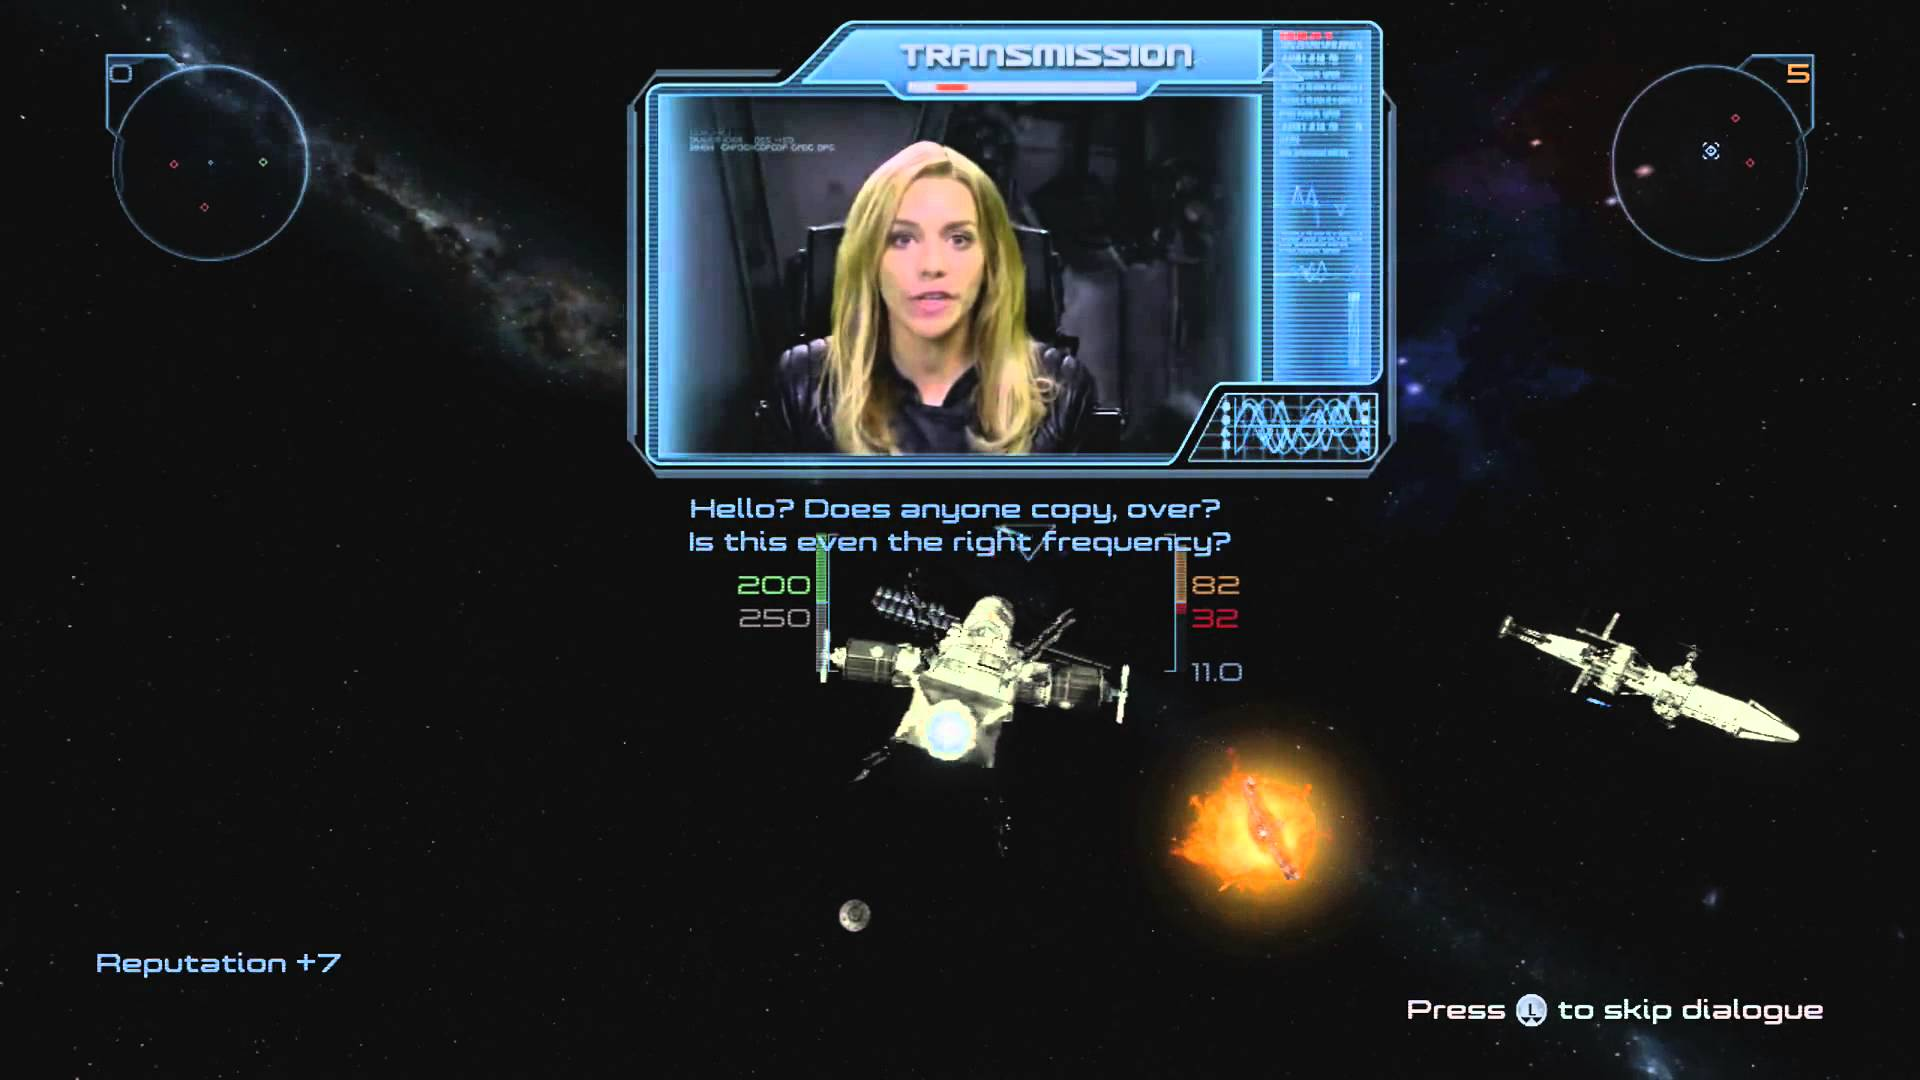 TRANSMISSION
0
5
Hello? Does anyone copy, over?
Is this even the right frequency?
200
250
82
32
11.0
Reputation +7
Press L to skip dialogue